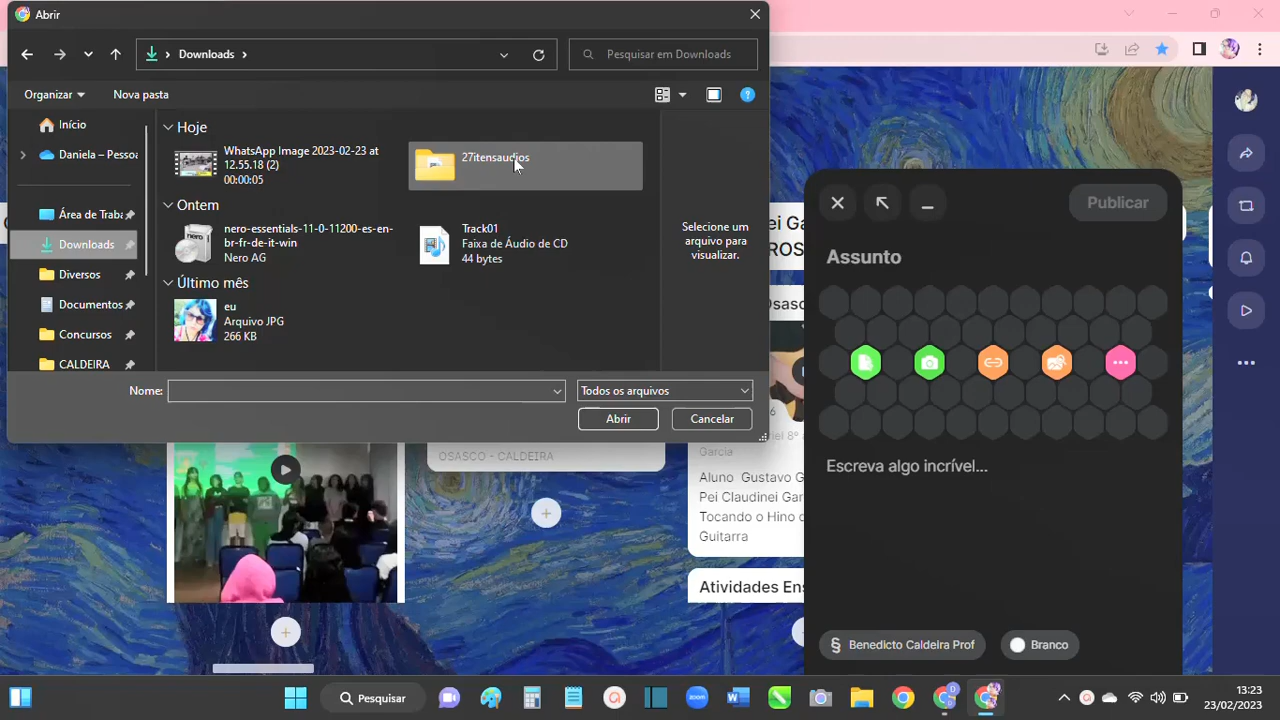 Abrir
Downloads
Pesquisar em Downloads
Organizar
Nova pasta
Início
Daniela – Pessoa
Área de Traba
Downloads
Diversos
Documentos
Concursos
CALDEIRA
Hoje
WhatsApp Image 2023-02-23 at
12.55.18 (2)
00:00:05
27itensaudios
Ontem
nero-essentials-11-0-11200-es-en-
br-fr-de-it-win
Nero AG
Track01
Faixa de Áudio de CD
44 bytes
Último mês
eu
Arquivo JPG
266 KB
Selecione um
arquivo para
visualizar.
Nome:
Todos os arquivos
Abrir
Cancelar
OSASCO - CALDEIRA
Garcia
Aluno Gustavo G
Pei Claudinei Gar
Tocando o Hino d
Guitarra
Atividades Ens
Publicar
Assunto
Escreva algo incrível...
Benedicto Caldeira Prof
Branco
Pesquisar
13:23
23/02/2023